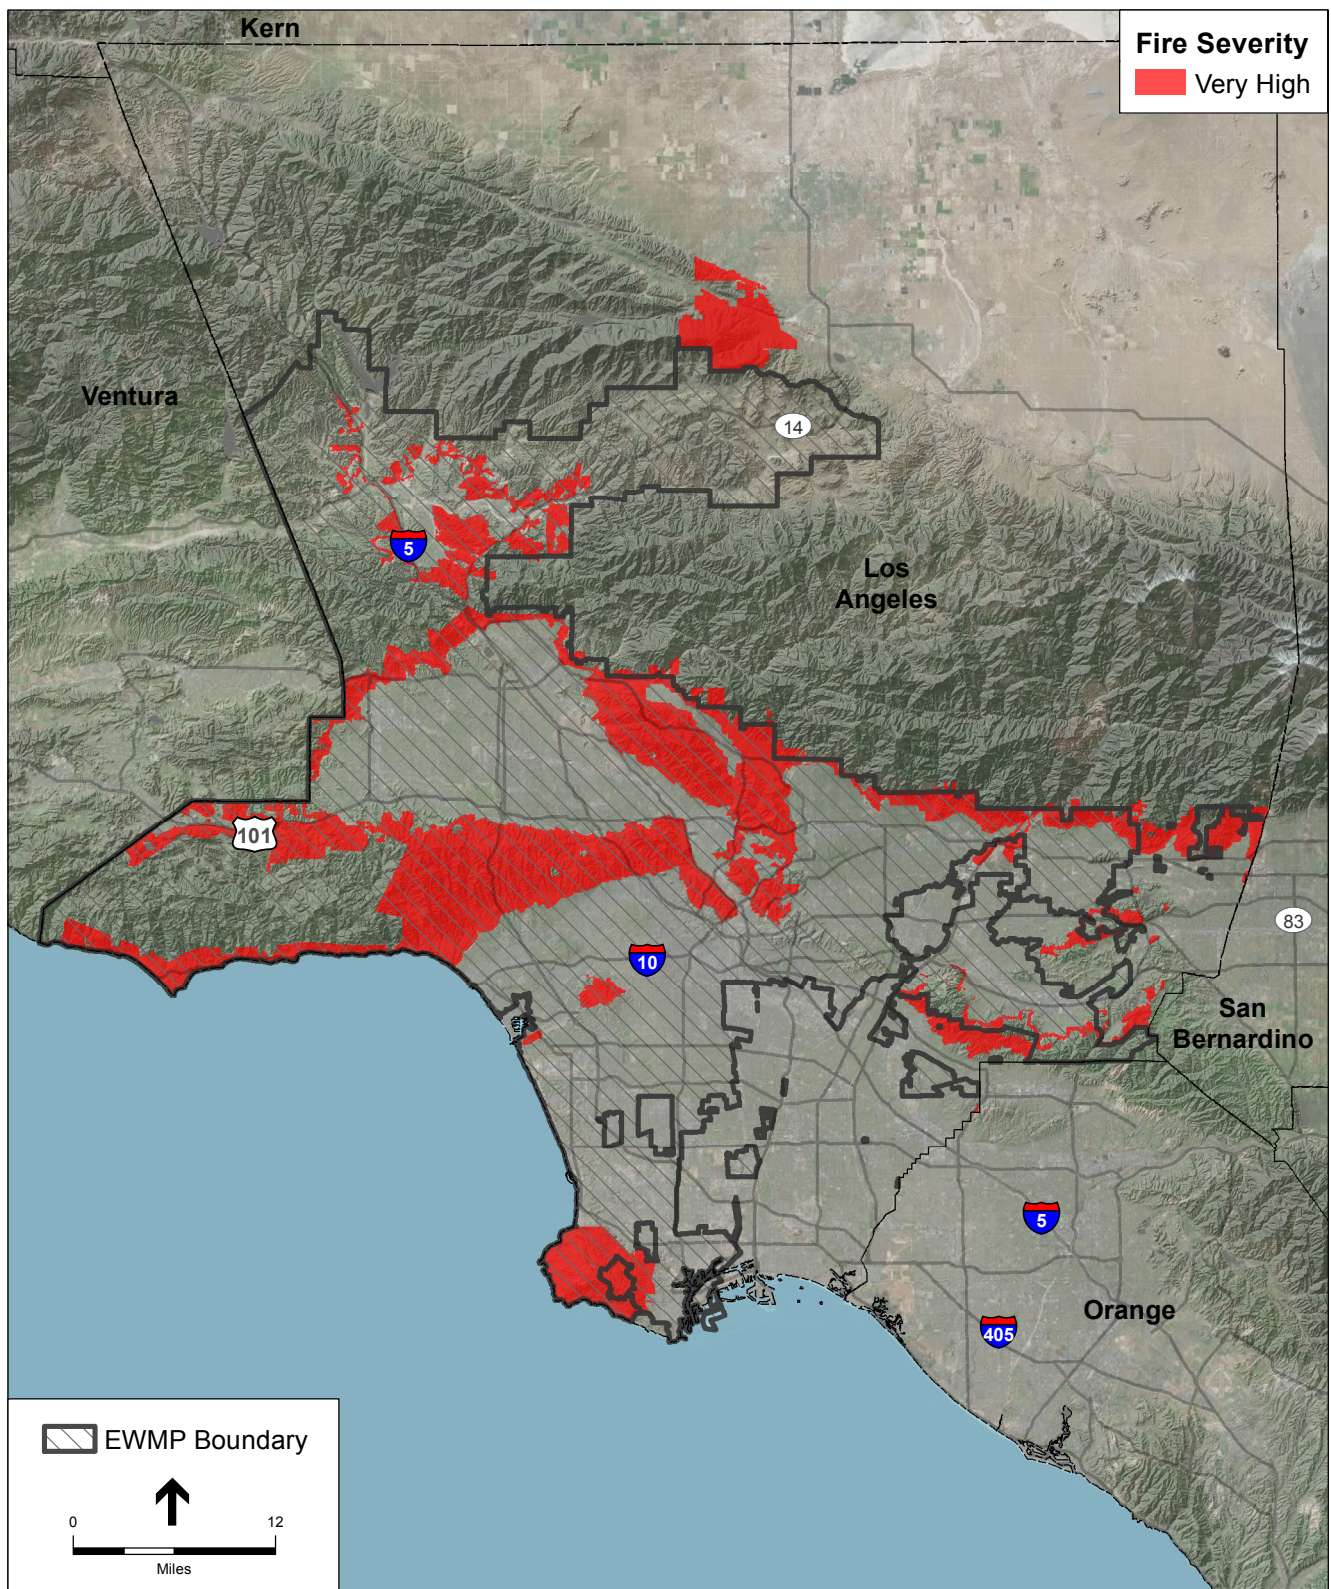 Kern
Fire Severity
Very High
Ventura
14
5
Los
Angeles
101
83
10
San
Bernardino
5
Orange
405
EWMP Boundary
0 12
Miles